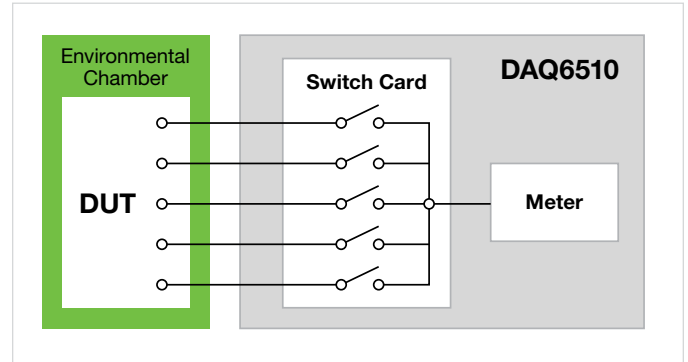 Environmental
Chamber
DUT
Switch Card
DAQ6510
Meter